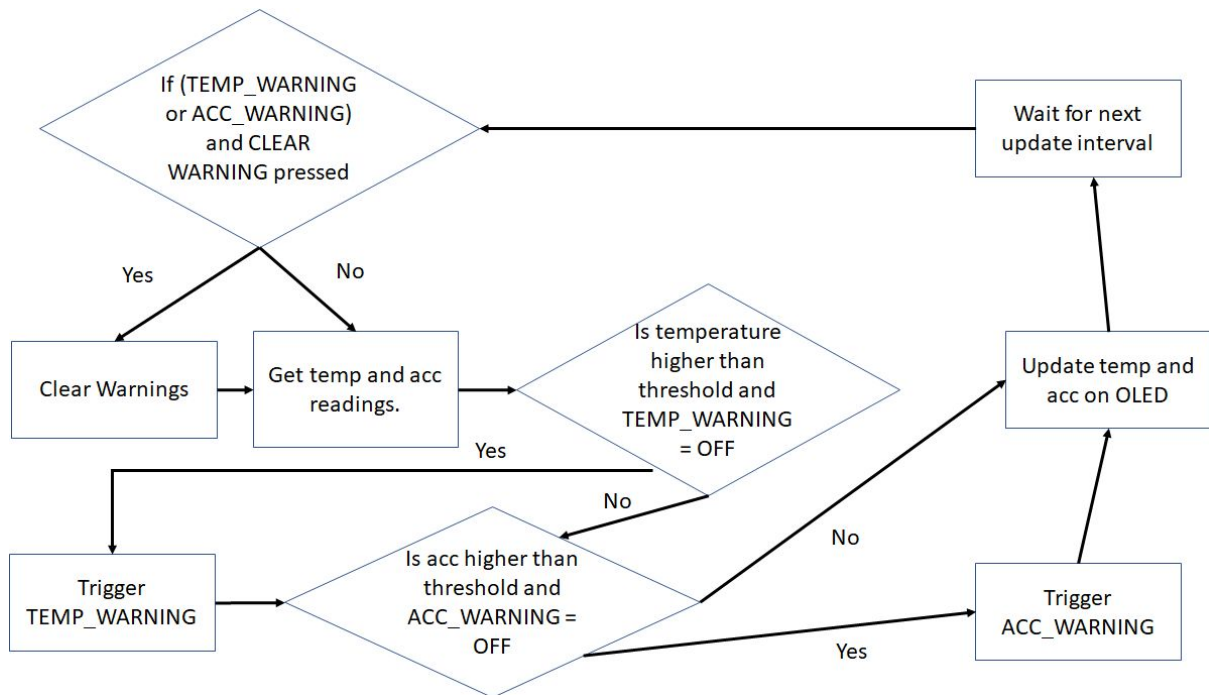 If (TEMP_WARNING
or ACC_WARNING)
and CLEAR
WARNING pressed
Wait for next
update interval
Yes
No
Clear Warnings
Get temp and acc
readings.
Is temperature
higher than
threshold and
TEMP_WARNING
= OFF
Update temp and
acc on OLED
Yes
No
No
Trigger
TEMP_WARNING
Is acc higher than
threshold and
ACC_WARNING =
OFF
Yes
Trigger
ACC_WARNING